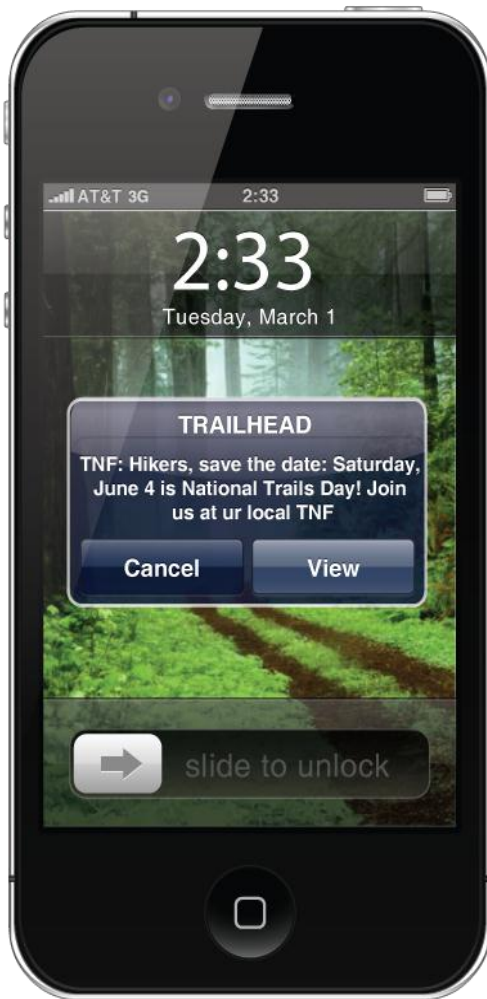 AT&T 3G 2:33
2:33
Tuesday, March 1
TRAILHEAD
TNF: Hikers, save the date: Saturday,
June 4 is National Trails Day! Join
us at ur local TNF
Cancel View
slide to unlock